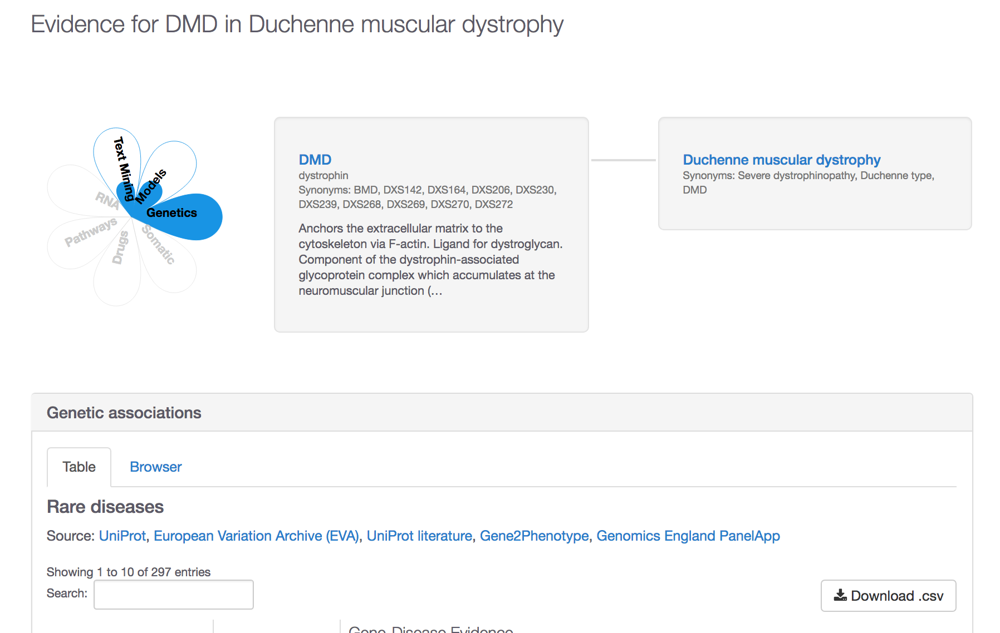 Evidence for DMD in Duchenne muscular dystrophy
Text Mining
Models
Genetics
RNA
Pathways
Drugs
Somatic
DMD
dystrophin
Synonyms: BMD, DXS142, DXS164, DXS206, DXS230,
DXS239, DXS268, DXS269, DXS270, DXS272
Anchors the extracellular matrix to the
cytoskeleton via F-actin. Ligand for dystroglycan.
Component of the dystrophin-associated
glycoprotein complex which accumulates at the
neuromuscular junction (…
Duchenne muscular dystrophy
Synonyms: Severe dystrophinopathy, Duchenne type,
DMD
Genetic associations
Table
Browser
Rare diseases
Source: UniProt, European Variation Archive (EVA), UniProt literature, Gene2Phenotype, Genomics England PanelApp
Showing 1 to 10 of 297 entries
Search:
Download .csv
Gene-Disease Evidence